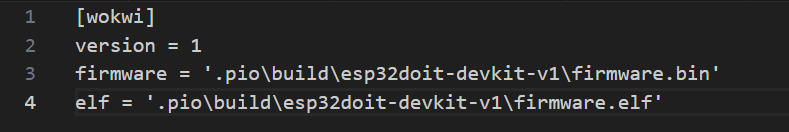 1 [wokwi]
2 version = 1
3 firmware = '.pio\build\esp32doit-devkit-v1\firmware.bin'
4 elf = '.pio\build\esp32doit-devkit-v1\firmware.elf'